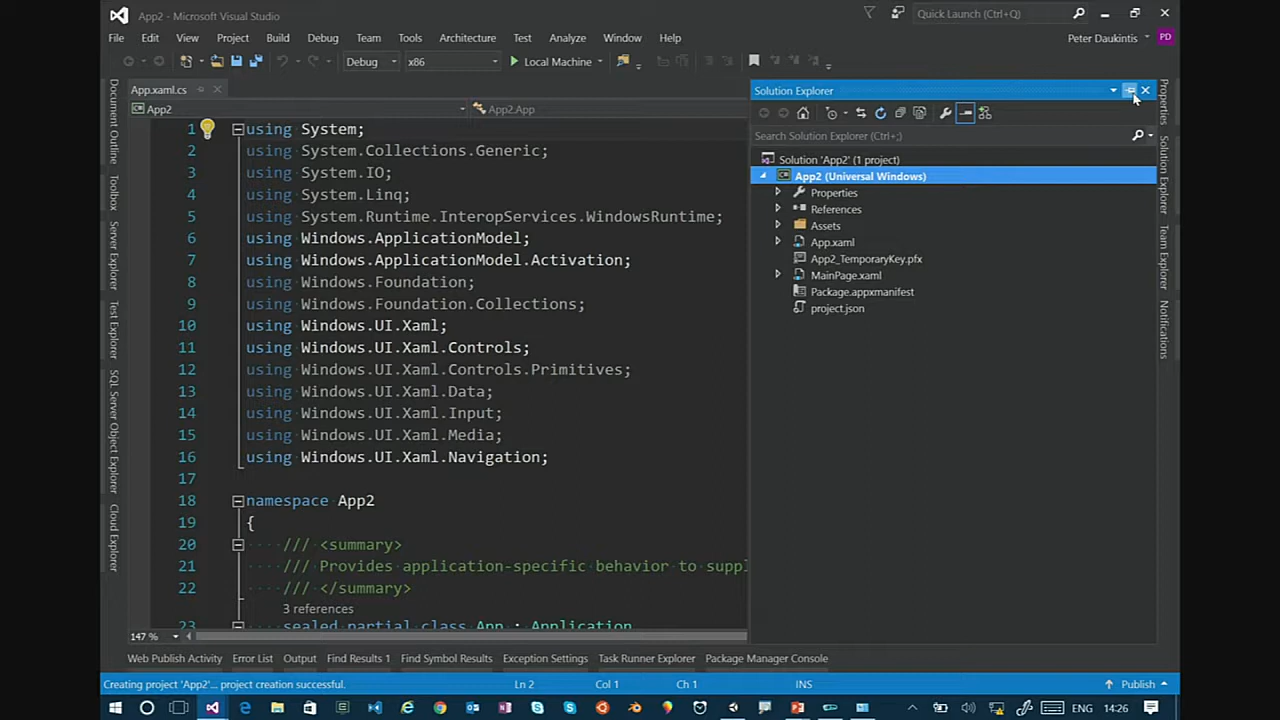 App2 - Microsoft Visual Studio
Quick Launch (Ctrl+Q)
File Edit View Project Build Debug Team Tools Architecture Test Analyze Window Help
Peter Daukintis PD
Debug x86 Local Machine
App.xaml.cs
App2
App2.App
Document Outline
Toolbox
Server Explorer
Test Explorer
SQL Server Object Explorer
Cloud Explorer
1 using System;
2 using System.Collections.Generic;
3 using System.IO;
4 using System.Linq;
5 using System.Runtime.InteropServices.WindowsRuntime;
6 using Windows.ApplicationModel;
7 using Windows.ApplicationModel.Activation;
8 using Windows.Foundation;
9 using Windows.Foundation.Collections;
10 using Windows.UI.Xaml;
11 using Windows.UI.Xaml.Controls;
12 using Windows.UI.Xaml.Controls.Primitives;
13 using Windows.UI.Xaml.Data;
14 using Windows.UI.Xaml.Input;
15 using Windows.UI.Xaml.Media;
16 using Windows.UI.Xaml.Navigation;
17
18 namespace App2
19 {
20 /// <summary>
21 /// Provides application-specific behavior to suppl
22 /// </summary>
3 references
23 sealed partial class App : Application
147 %
Solution Explorer
Search Solution Explorer (Ctrl+;)
Solution 'App2' (1 project)
App2 (Universal Windows)
Properties
References
Assets
App.xaml
App2_TemporaryKey.pfx
MainPage.xaml
Package.appxmanifest
project.json
Properties
Solution Explorer
Team Explorer
Notifications
Web Publish Activity Error List Output Find Results 1 Find Symbol Results Exception Settings Task Runner Explorer Package Manager Console
Creating project 'App2'... project creation successful. Ln 2 Col 1 Ch 1 INS Publish
ENG 14:26